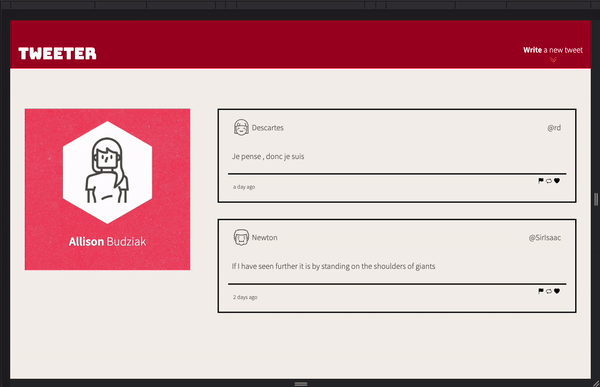 TWEETER
Write a new tweet
Allison Budziak
Descartes @rd
Je pense , donc je suis
a day ago
Newton @SirIsaac
If I have seen further it is by standing on the shoulders of giants
2 days ago